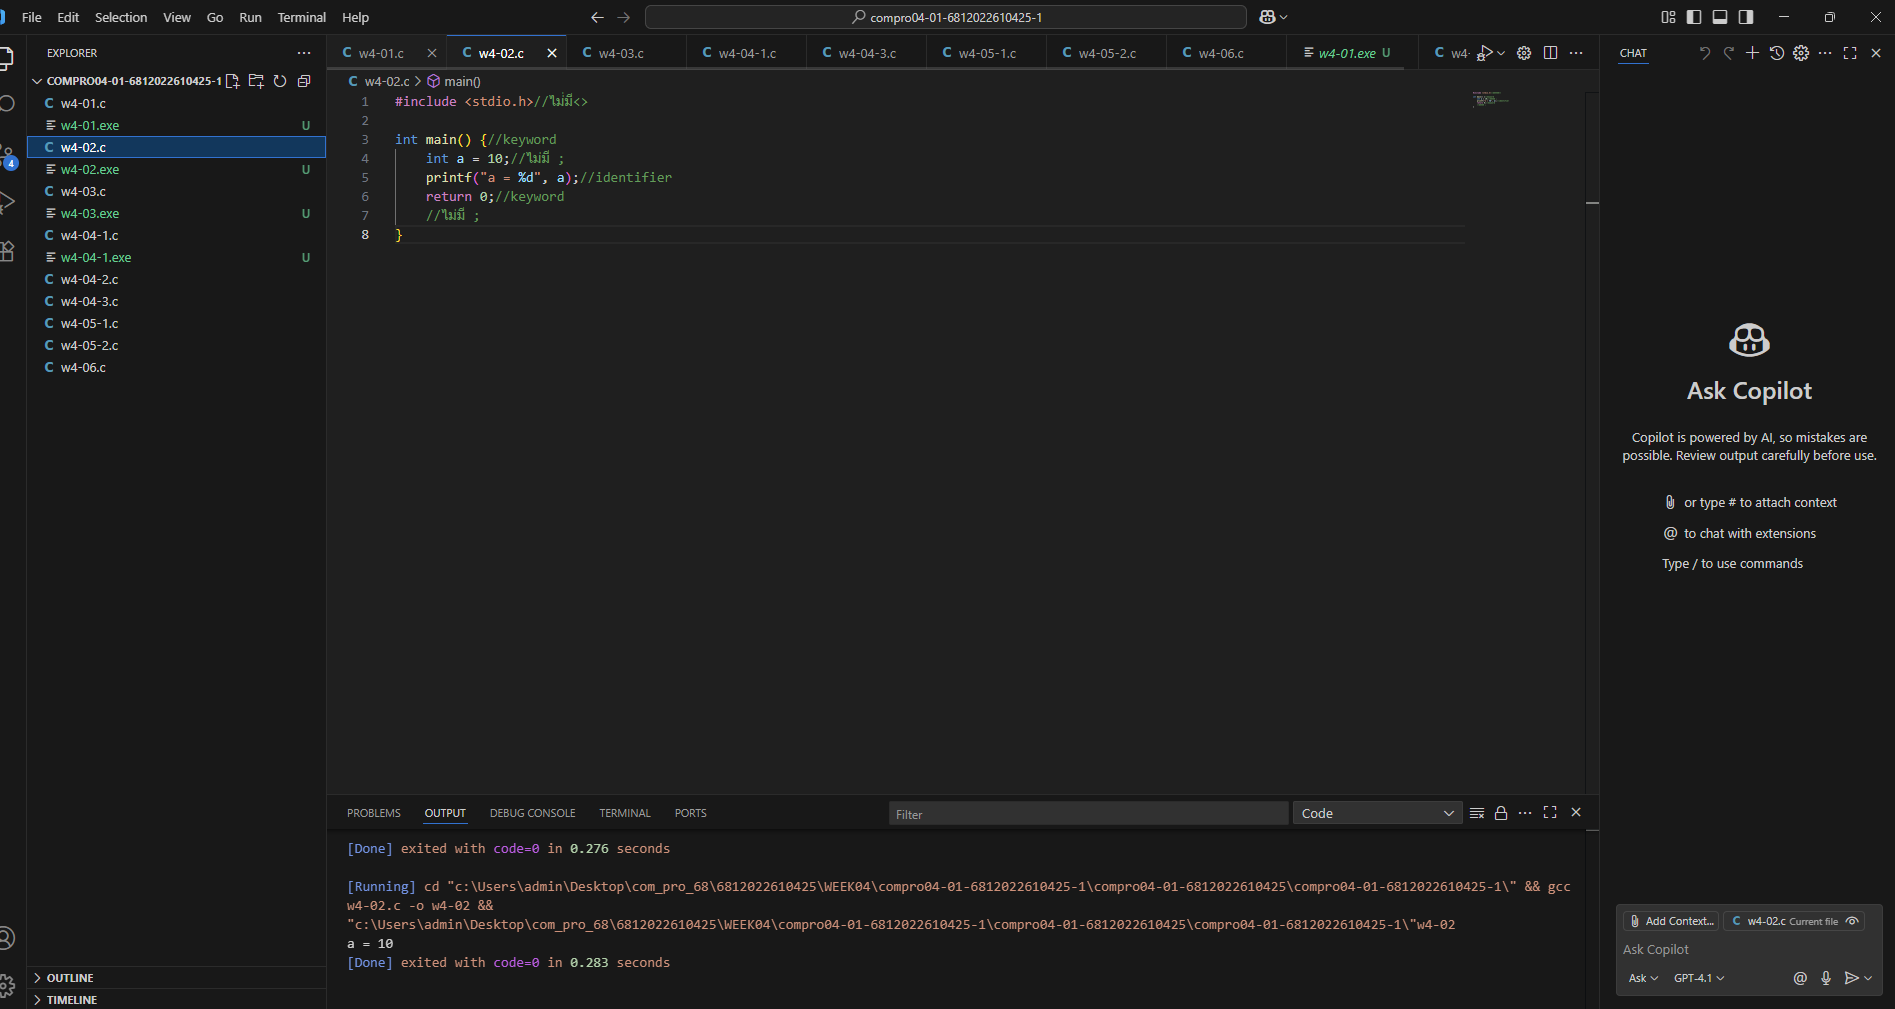 File Edit Selection View Go Run Terminal Help
compro04-01-6812022610425-1
EXPLORER
COMPRO04-01-6812022610425-1
w4-01.c
w4-01.exe U
w4-02.c
w4-02.exe U
w4-03.c
w4-03.exe U
w4-04-1.c
w4-04-1.exe U
w4-04-2.c
w4-04-3.c
w4-05-1.c
w4-05-2.c
w4-06.c
4
OUTLINE
TIMELINE
w4-01.c w4-02.c w4-03.c w4-04-1.c w4-04-3.c w4-05-1.c w4-05-2.c w4-06.c w4-01.exe U w4-
w4-02.c > main()
1 #include <stdio.h>//ไม่มี<>
2
3 int main() {//keyword
4 int a = 10;//ไม่มี ;
5 printf("a = %d", a);//identifier
6 return 0;//keyword
7 //ไม่มี ;
8 }
PROBLEMS OUTPUT DEBUG CONSOLE TERMINAL PORTS
Filter
Code
[Done] exited with code=0 in 0.276 seconds
[Running] cd "c:\Users\admin\Desktop\com_pro_68\6812022610425\WEEK04\compro04-01-6812022610425-1\compro04-01-6812022610425\compro04-01-6812022610425-1\" && gcc
w4-02.c -o w4-02 &&
"c:\Users\admin\Desktop\com_pro_68\6812022610425\WEEK04\compro04-01-6812022610425-1\compro04-01-6812022610425\compro04-01-6812022610425-1\"w4-02
a = 10
[Done] exited with code=0 in 0.283 seconds
CHAT
Ask Copilot
Copilot is powered by AI, so mistakes are
possible. Review output carefully before use.
or type # to attach context
@ to chat with extensions
Type / to use commands
Add Context... C w4-02.c Current file
Ask Copilot
Ask GPT-4.1